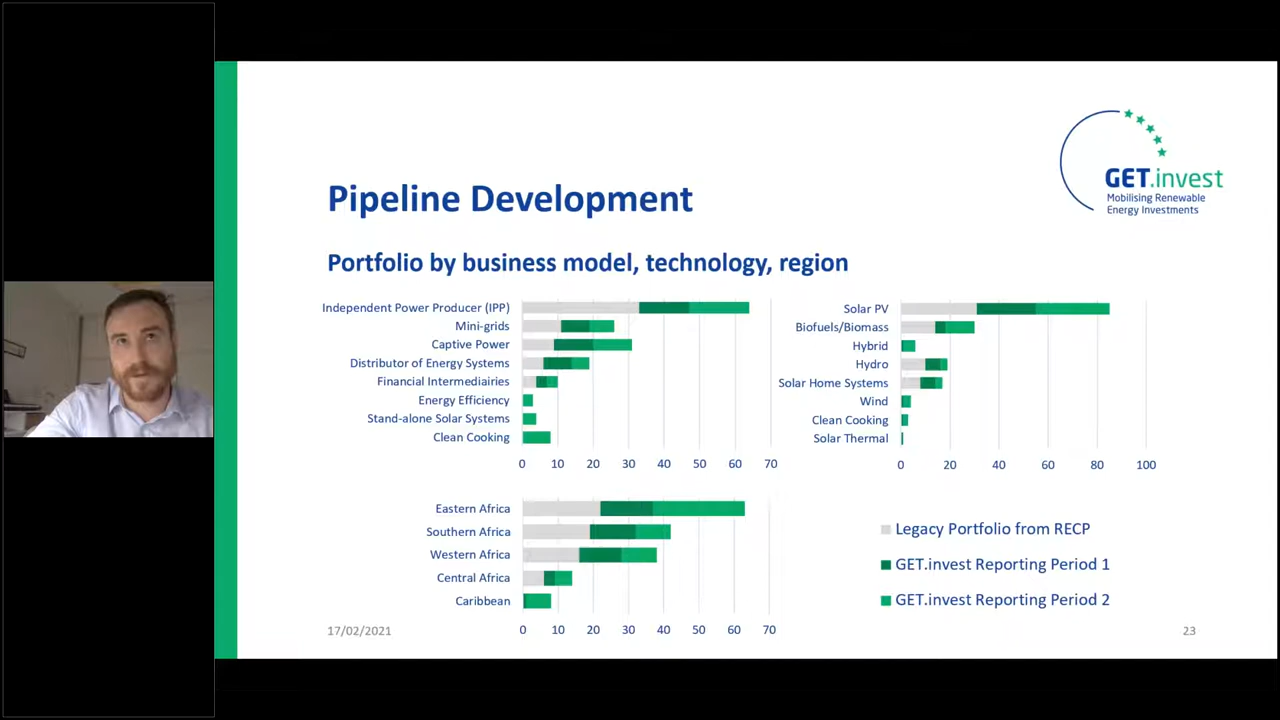 GET.invest
Mobilising Renewable
Energy Investments
Pipeline Development
Portfolio by business model, technology, region
Independent Power Producer (IPP)
Mini-grids
Captive Power
Distributor of Energy Systems
Financial Intermediairies
Energy Efficiency
Stand-alone Solar Systems
Clean Cooking
0 10 20 30 40 50 60 70
Solar PV
Biofuels/Biomass
Hybrid
Hydro
Solar Home Systems
Wind
Clean Cooking
Solar Thermal
0 20 40 60 80 100
Eastern Africa
Southern Africa
Western Africa
Central Africa
Caribbean
0 10 20 30 40 50 60 70
Legacy Portfolio from RECP
GET.invest Reporting Period 1
GET.invest Reporting Period 2
17/02/2021
23